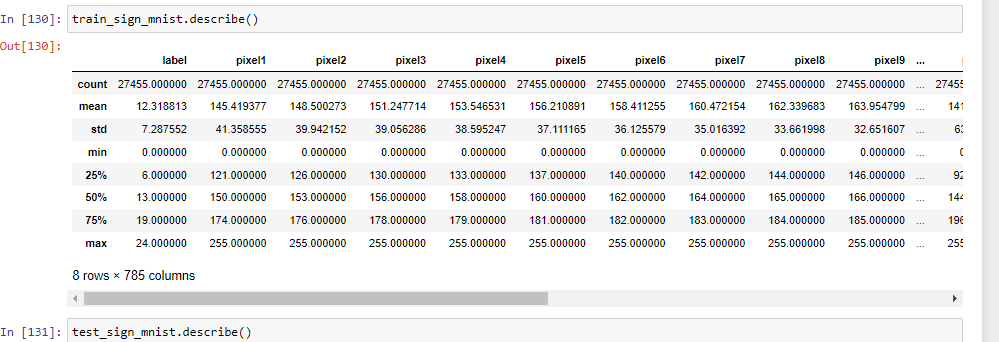 In [130]: train_sign_mnist.describe()
Out[130]:
label pixel1 pixel2 pixel3 pixel4 pixel5 pixel6 pixel7 pixel8 pixel9 ...
count 27455.000000 27455.000000 27455.000000 27455.000000 27455.000000 27455.000000 27455.000000 27455.000000 27455.000000 27455.000000 ... 27455
mean 12.318813 145.419377 148.500273 151.247714 153.546531 156.210891 158.411255 160.472154 162.339683 163.954799 ... 141
std 7.287552 41.358555 39.942152 39.056286 38.595247 37.111165 36.125579 35.016392 33.661998 32.651607 ... 63
min 0.000000 0.000000 0.000000 0.000000 0.000000 0.000000 0.000000 0.000000 0.000000 0.000000 ... 0
25% 6.000000 121.000000 126.000000 130.000000 133.000000 137.000000 140.000000 142.000000 144.000000 146.000000 ... 92
50% 13.000000 150.000000 153.000000 156.000000 158.000000 160.000000 162.000000 164.000000 165.000000 166.000000 ... 144
75% 19.000000 174.000000 176.000000 178.000000 179.000000 181.000000 182.000000 183.000000 184.000000 185.000000 ... 196
max 24.000000 255.000000 255.000000 255.000000 255.000000 255.000000 255.000000 255.000000 255.000000 255.000000 ... 255
8 rows × 785 columns
In [131]: test_sign_mnist.describe()